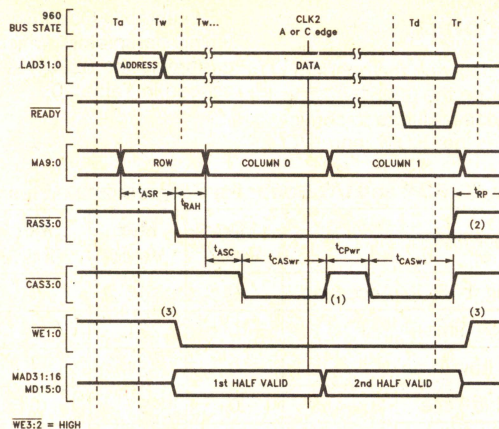 960
BUS STATE
Ta
Tw
Tw...
CLK2
A or C edge
Td
Tr
LAD31:0
ADDRESS
DATA
READY
MA9:0
ROW
COLUMN 0
COLUMN 1
tASR
tRAH
tRP
RAS3:0
(2)
tASC
tCASwr
tCPwr
tCASwr
CAS3:0
(1)
WE1:0
(3)
(3)
MAD31:16
MD15:0
1st HALF VALID
2nd HALF VALID
WE3:2 = HIGH